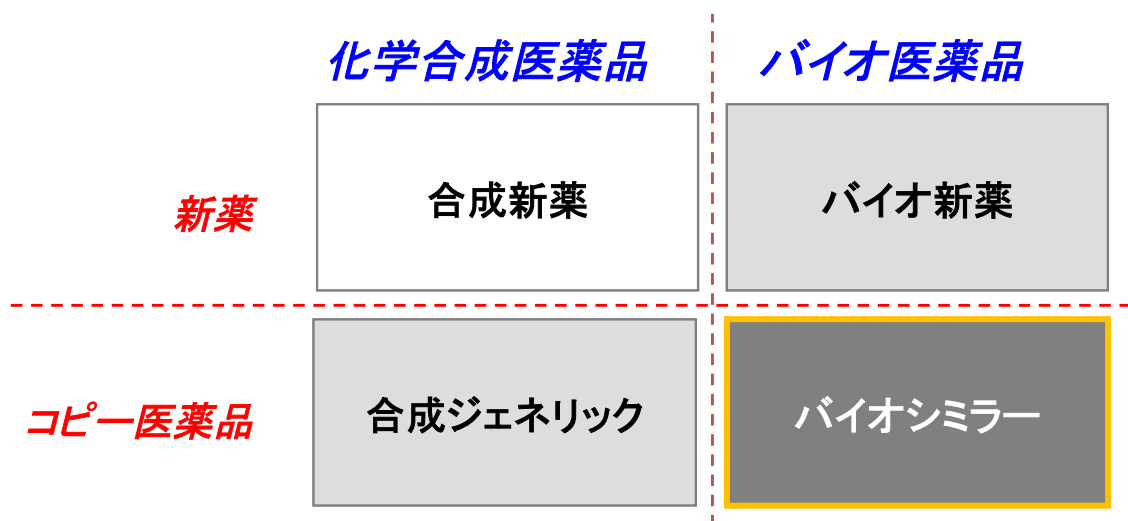 化学合成医薬品
バイオ医薬品
新薬
合成新薬
バイオ新薬
コピー医薬品
合成ジェネリック
バイオシミラー